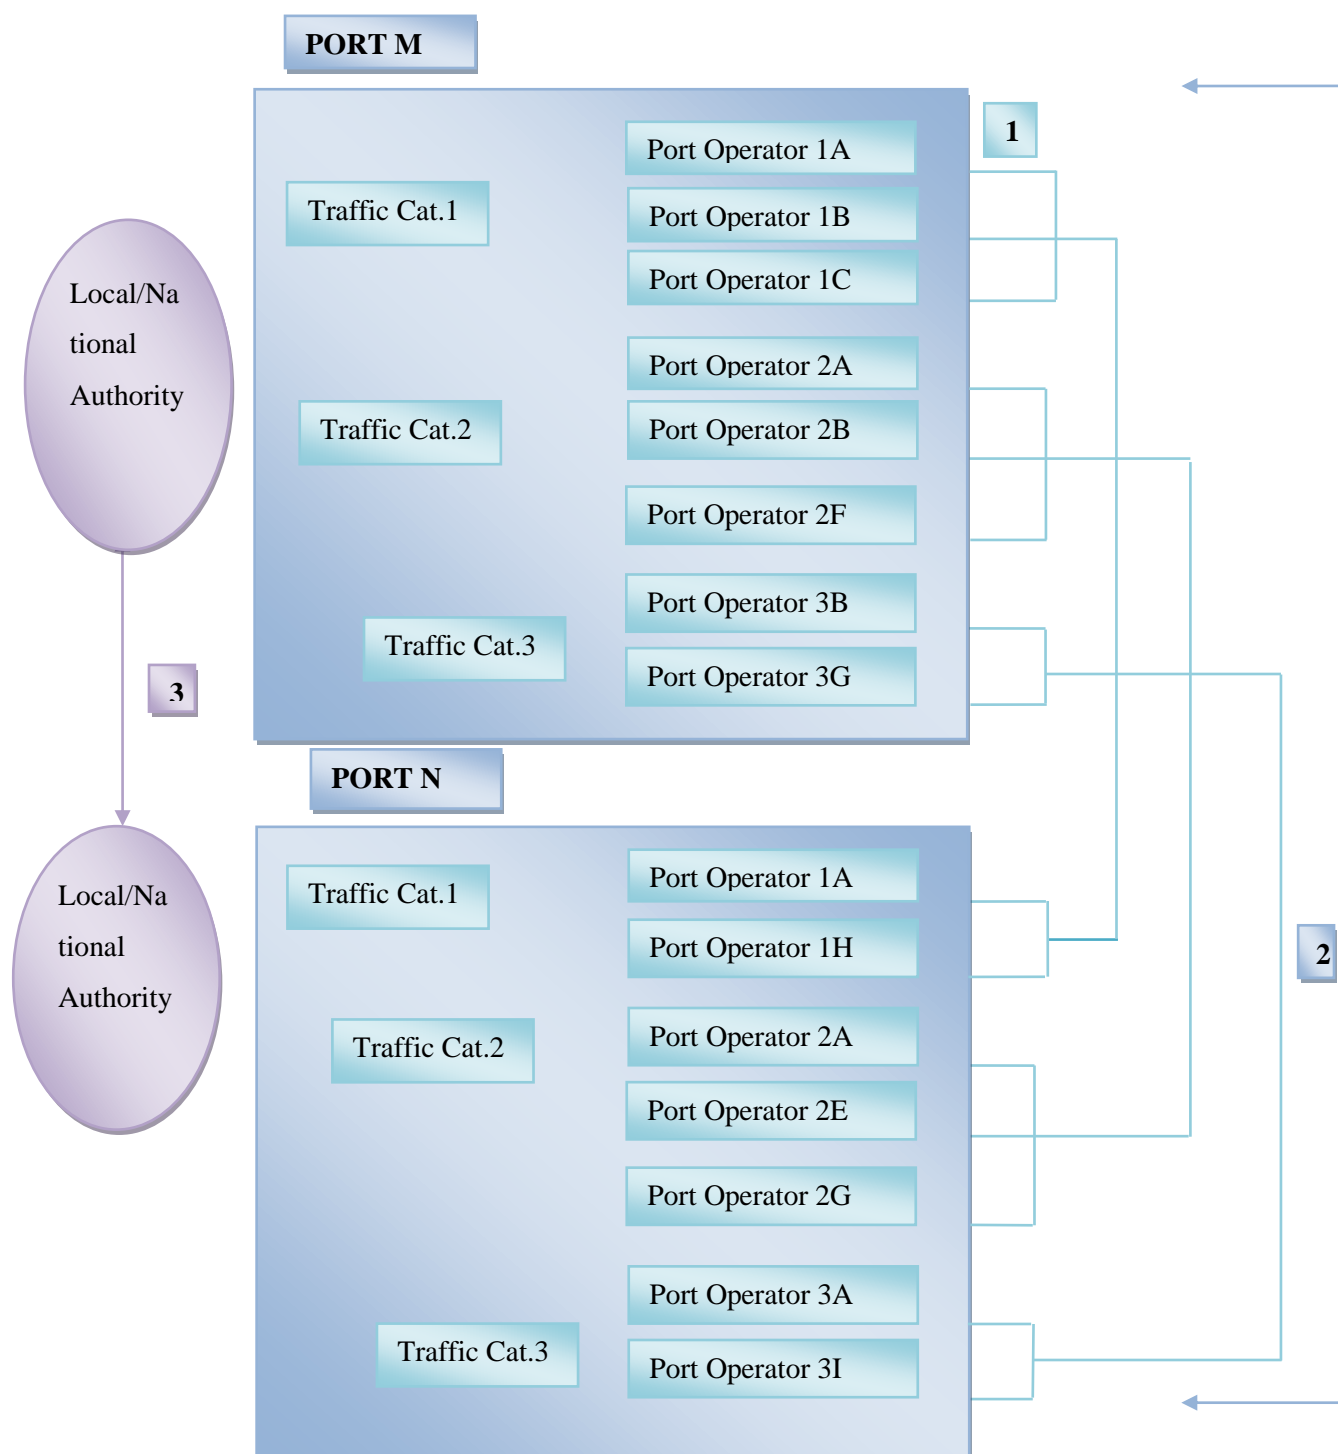 PORT M
1
Port Operator 1A
Traffic Cat.1
Port Operator 1B
Port Operator 1C
Local/Na
tional
Authority
Port Operator 2A
Traffic Cat.2
Port Operator 2B
Port Operator 2F
Port Operator 3B
Traffic Cat.3
Port Operator 3G
3
PORT N
Port Operator 1A
Traffic Cat.1
Local/Na
tional
Authority
Port Operator 1H
2
Port Operator 2A
Traffic Cat.2
Port Operator 2E
Port Operator 2G
Port Operator 3A
Traffic Cat.3
Port Operator 3I